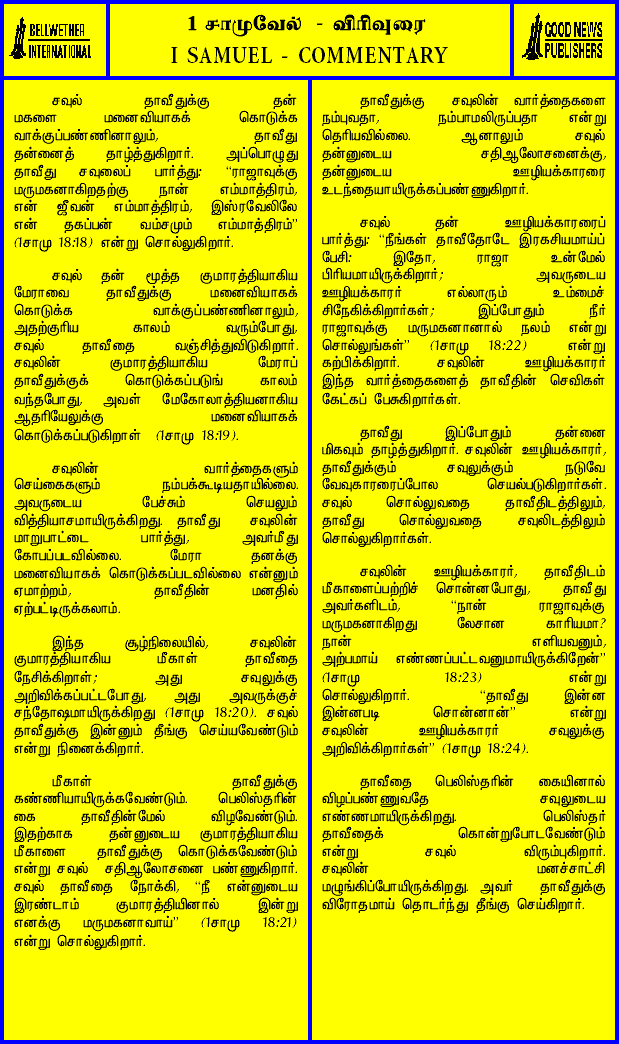 BELLWETHER
INTERNATIONAL
1 சாமுவேல் - விரிவுரை
I SAMUEL - COMMENTARY
GOOD NEWS
PUBLISHERS
சவுல் தாவீதுக்கு தன்
மகளை மனைவியாகக் கொடுக்க
வாக்குப்பண்ணினாலும், தாவீது
தன்னைத் தாழ்த்துகிறார். அப்பொழுது
தாவீது சவுலைப் பார்த்து: “ராஜாவுக்கு
மருமகனாகிறதற்கு நான் எம்மாத்திரம்,
என் ஜீவன் எம்மாத்திரம், இஸ்ரவேலிலே
என் தகப்பன் வம்சமும் எம்மாத்திரம்”
(1சாமு 18:18) என்று சொல்லுகிறார்.
சவுல் தன் மூத்த குமாரத்தியாகிய
மேராவை தாவீதுக்கு மனைவியாகக்
கொடுக்க வாக்குப்பண்ணினாலும்,
அதற்குரிய காலம் வரும்போது,
சவுல் தாவீதை வஞ்சித்துவிடுகிறார்.
சவுலின் குமாரத்தியாகிய மேராப்
தாவீதுக்குக் கொடுக்கப்படுங் காலம்
வந்தபோது, அவள் மேகோலாத்தியனாகிய
ஆதரியேலுக்கு மனைவியாகக்
கொடுக்கப்படுகிறாள் (1சாமு 18:19).
சவுலின் வார்த்தைகளும்
செய்கைகளும் நம்பக்கூடியதாயில்லை.
அவருடைய பேச்சும் செயலும்
வித்தியாசமாயிருக்கிறது. தாவீது சவுலின்
மாறுபாட்டை பார்த்து, அவர்மீது
கோபப்படவில்லை. மேரா தனக்கு
மனைவியாகக் கொடுக்கப்படவில்லை என்னும்
ஏமாற்றம், தாவீதின் மனதில்
ஏற்பட்டிருக்கலாம்.
இந்த சூழ்நிலையில், சவுலின்
குமாரத்தியாகிய மீகாள் தாவீதை
நேசிக்கிறாள்; அது சவுலுக்கு
அறிவிக்கப்பட்டபோது, அது அவருக்குச்
சந்தோஷமாயிருக்கிறது (1சாமு 18:20). சவுல்
தாவீதுக்கு இன்னும் தீங்கு செய்யவேண்டும்
என்று நினைக்கிறார்.
மீகாள் தாவீதுக்கு
கண்ணியாயிருக்கவேண்டும். பெலிஸ்தரின்
கை தாவீதின்மேல் விழவேண்டும்.
இதற்காக தன்னுடைய குமாரத்தியாகிய
மீகாளை தாவீதுக்கு கொடுக்கவேண்டும்
என்று சவுல் சதிஆலோசனை பண்ணுகிறார்.
சவுல் தாவீதை நோக்கி, “நீ என்னுடைய
இரண்டாம் குமாரத்தியினால் இன்று
எனக்கு மருமகனாவாய்” (1சாமு 18:21)
என்று சொல்லுகிறார்.
தாவீதுக்கு சவுலின் வார்த்தைகளை
நம்புவதா, நம்பாமலிருப்பதா என்று
தெரியவில்லை. ஆனாலும் சவுல்
தன்னுடைய சதிஆலோசனைக்கு,
தன்னுடைய ஊழியக்காரரை
உடந்தையாயிருக்கப்பண்ணுகிறார்.
சவுல் தன் ஊழியக்காரரைப்
பார்த்து: “நீங்கள் தாவீதோடே இரகசியமாய்ப்
பேசி: இதோ, ராஜா உன்மேல்
பிரியமாயிருக்கிறார்; அவருடைய
ஊழியக்காரர் எல்லாரும் உம்மைச்
சிநேகிக்கிறார்கள்; இப்போதும் நீர்
ராஜாவுக்கு மருமகனானால் நலம் என்று
சொல்லுங்கள்” (1சாமு 18:22) என்று
கற்பிக்கிறார். சவுலின் ஊழியக்காரர்
இந்த வார்த்தைகளைத் தாவீதின் செவிகள்
கேட்கப் பேசுகிறார்கள்.
தாவீது இப்போதும் தன்னை
மிகவும் தாழ்த்துகிறார். சவுலின் ஊழியக்காரர்,
தாவீதுக்கும் சவுலுக்கும் நடுவே
வேவுகாரரைப்போல செயல்படுகிறார்கள்.
சவுல் சொல்லுவதை தாவீதிடத்திலும்,
தாவீது சொல்லுவதை சவுலிடத்திலும்
சொல்லுகிறார்கள்.
சவுலின் ஊழியக்காரர், தாவீதிடம்
மீகாளைப்பற்றிச் சொன்னபோது, தாவீது
அவர்களிடம், “நான் ராஜாவுக்கு
மருமகனாகிறது லேசான காரியமா?
நான் எளியவனும்,
அற்பமாய் எண்ணப்பட்டவனுமாயிருக்கிறேன்”
(1சாமு 18:23) என்று
சொல்லுகிறார். “தாவீது இன்ன
இன்னபடி சொன்னான்” என்று
சவுலின் ஊழியக்காரர் சவுலுக்கு
அறிவிக்கிறார்கள்” (1சாமு 18:24).
தாவீதை பெலிஸ்தரின் கையினால்
விழப்பண்ணுவதே சவுலுடைய
எண்ணமாயிருக்கிறது. பெலிஸ்தர்
தாவீதைக் கொன்றுபோடவேண்டும்
என்று சவுல் விரும்புகிறார்.
சவுலின் மனச்சாட்சி
மழுங்கிப்போயிருக்கிறது. அவர் தாவீதுக்கு
விரோதமாய் தொடர்ந்து தீங்கு செய்கிறார்.